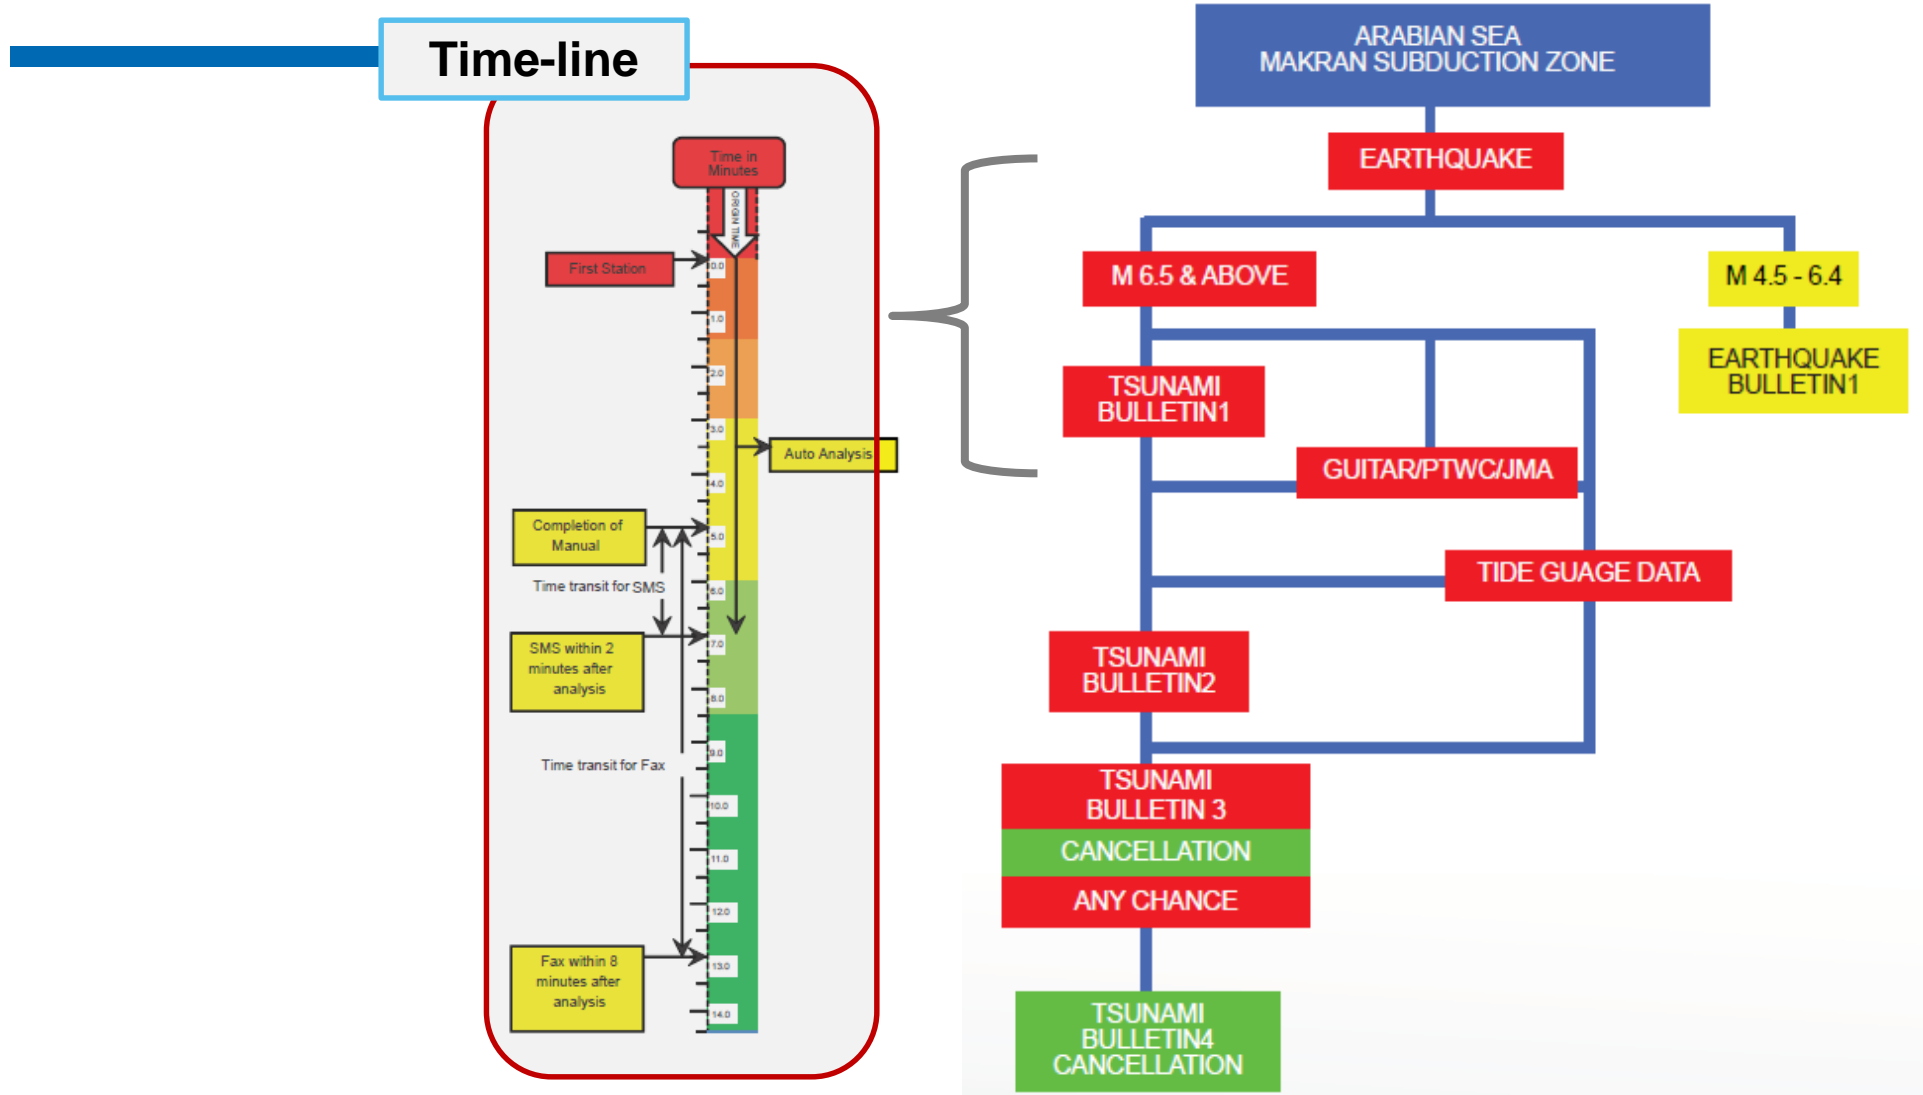 Time-line
Time in
Minutes
ORIGIN TIME
First Station
0.0
1.0
2.0
3.0
Auto Analysis
4.0
Completion of
Manual
5.0
Time transit for SMS
6.0
SMS within 2
minutes after
analysis
7.0
8.0
9.0
Time transit for Fax
10.0
11.0
12.0
Fax within 8
minutes after
analysis
13.0
14.0
ARABIAN SEA
MAKRAN SUBDUCTION ZONE
EARTHQUAKE
M 6.5 & ABOVE
M 4.5 - 6.4
EARTHQUAKE
BULLETIN1
TSUNAMI
BULLETIN1
GUITAR/PTWC/JMA
TIDE GUAGE DATA
TSUNAMI
BULLETIN2
TSUNAMI
BULLETIN 3
CANCELLATION
ANY CHANCE
TSUNAMI
BULLETIN4
CANCELLATION